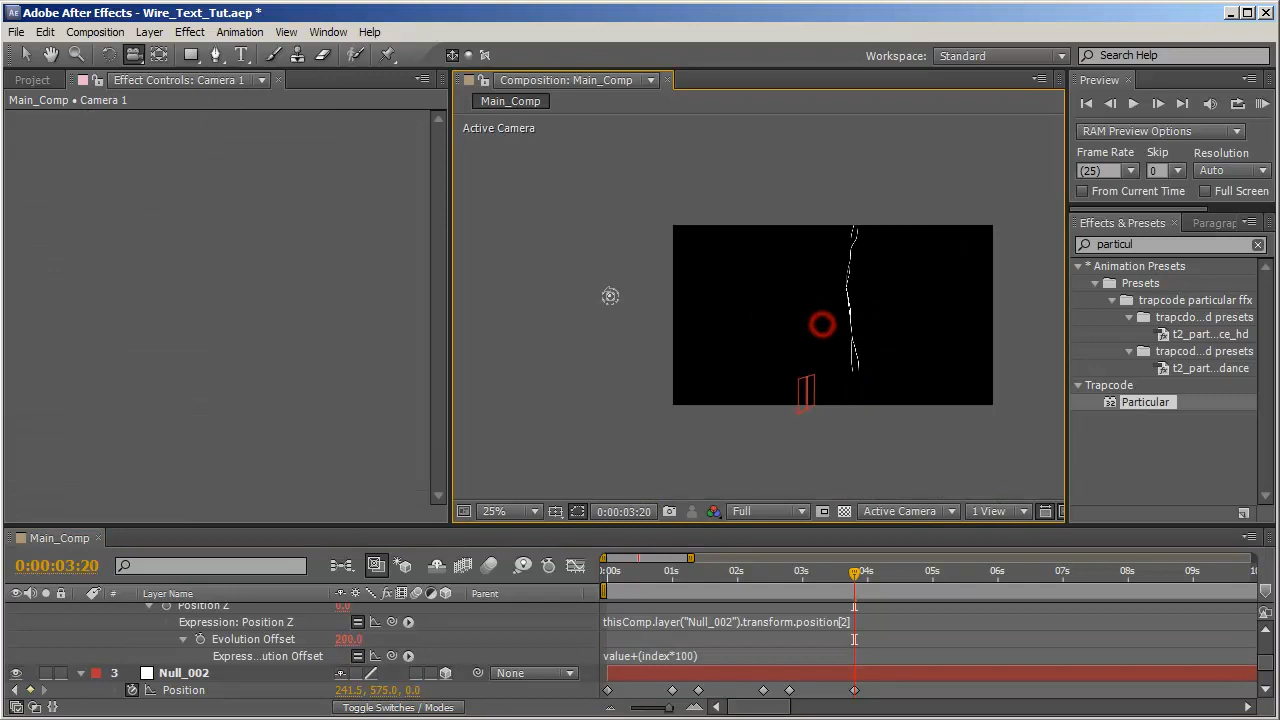 Adobe After Effects - Wire_Text_Tut.aep *
File Edit Composition Layer Effect Animation View Window Help
Workspace: Standard Search Help
Project Effect Controls: Camera 1 Composition: Main_Comp Preview
Main_Comp • Camera 1
Main_Comp
Active Camera
RAM Preview Options
Frame Rate Skip Resolution
(25) 0 Auto
From Current Time Full Screen
Effects & Presets Paragrap
particul
* Animation Presets
Presets
trapcode particular ffx
trapcdo...d presets
t2_part...ce_hd
trapcod...d presets
t2_part...dance
Trapcode
Particular
25% 0:00:03:20 Full Active Camera 1 View
Main_Comp
0:00:03:20
:00s 01s 02s 03s 04s 05s 06s 07s 08s 09s 10
# Layer Name Parent
Position Z 0.0
Expression: Position Z thisComp.layer("Null_002").transform.position[2]
Evolution Offset 200.0
Express...ution Offset value+(index*100)
3 Null_002 None
Position 241.5, 575.0, 0.0
Toggle Switches / Modes